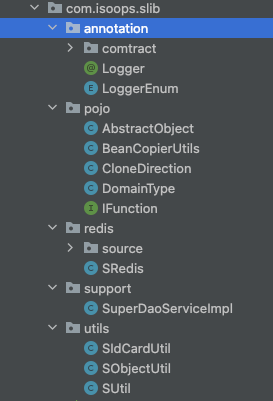 com.isoops.slib
annotation
comtract
Logger
LoggerEnum
pojo
AbstractObject
BeanCopierUtils
CloneDirection
DomainType
IFunction
redis
source
SRedis
support
SuperDaoServiceImpl
utils
SIdCardUtil
SObjectUtil
SUtil